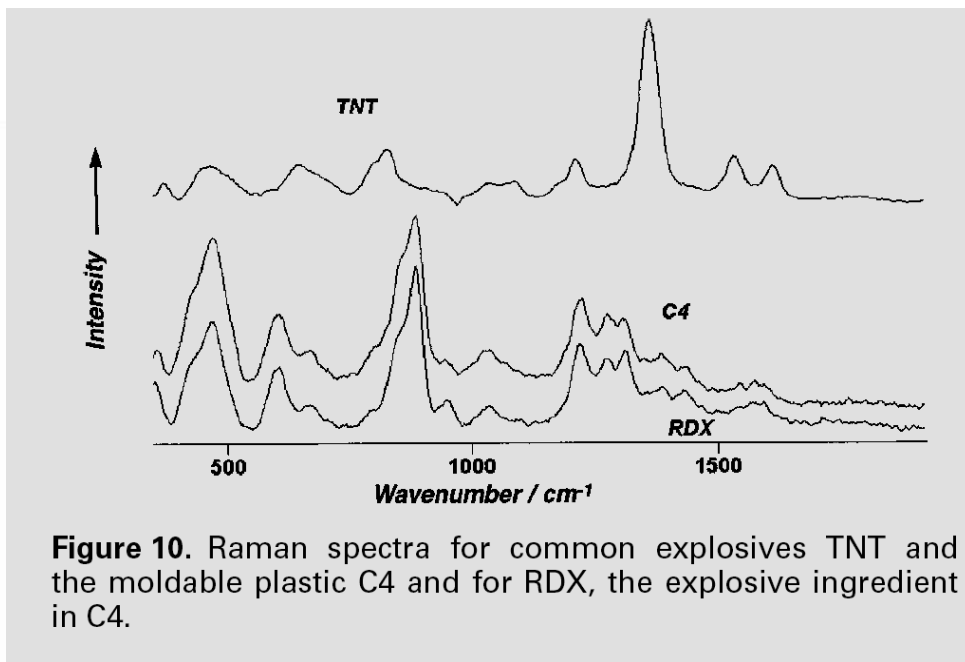 TNT
Intensity
C4
RDX
500 1000 1500
Wavenumber / cm-1
Figure 10. Raman spectra for common explosives TNT and
the moldable plastic C4 and for RDX, the explosive ingredient
in C4.